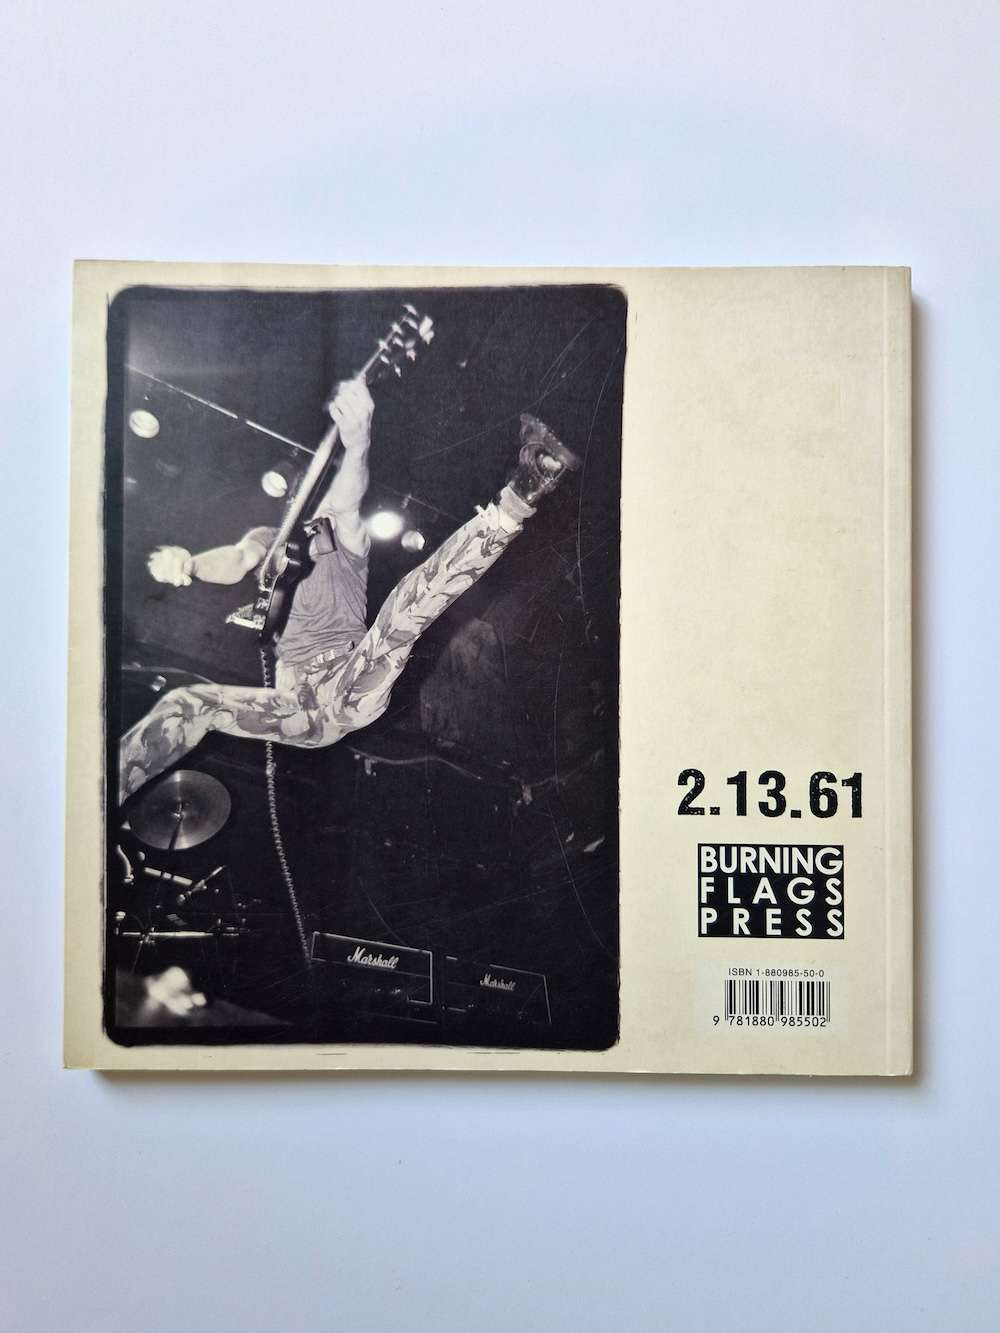 Marshall
Marshall
2.13.61
BURNING
FLAGS
PRESS
ISBN 1-880985-50-0
9 781880 985502